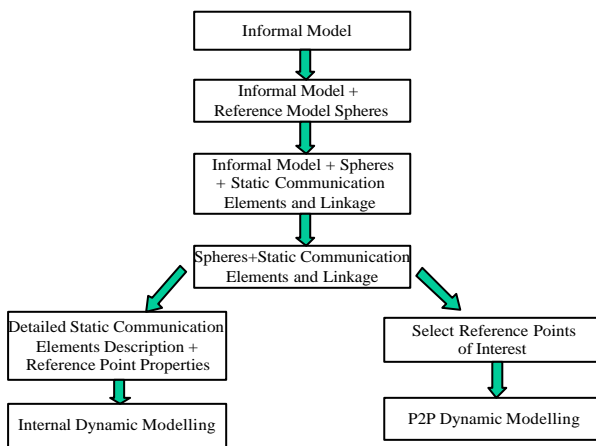 Informal Model
Informal Model +
Reference Model Spheres
Informal Model + Spheres
+ Static Communication
Elements and Linkage
Spheres+Static Communication
Elements and Linkage
Detailed Static Communication
Elements Description +
Reference Point Properties
Select Reference Points
of Interest
Internal Dynamic Modelling
P2P Dynamic Modelling